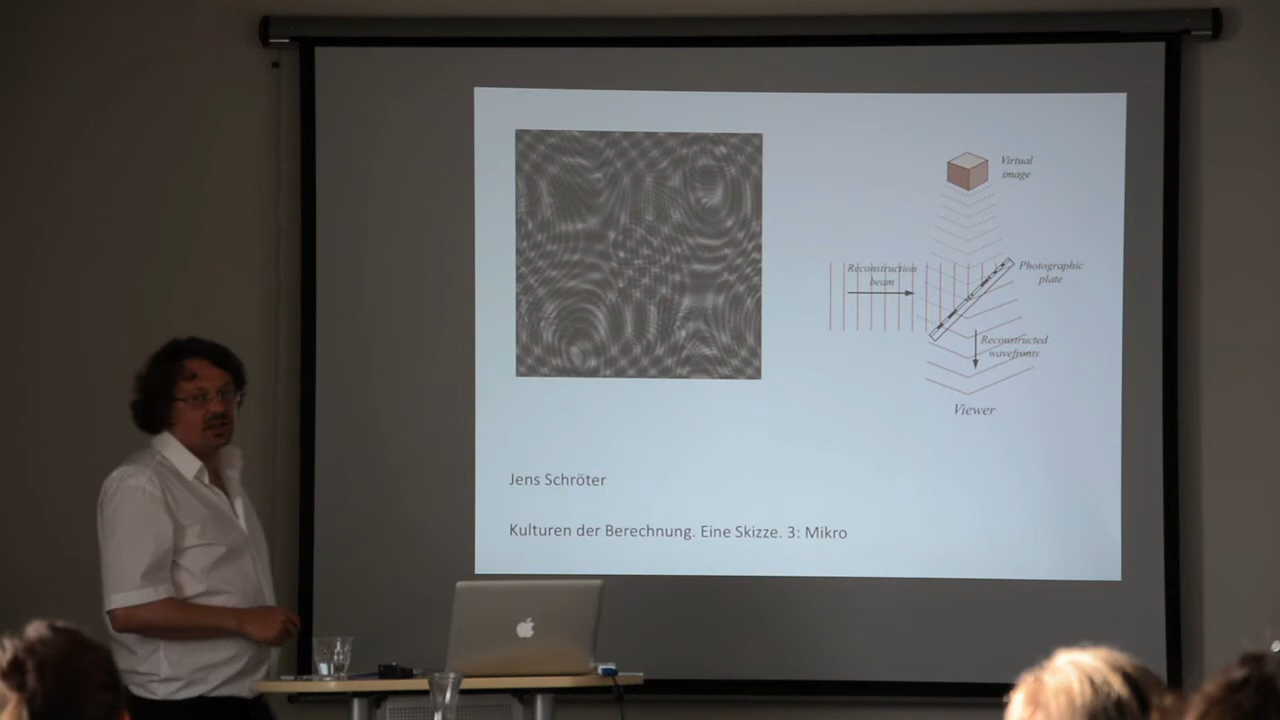 Virtual
image
Reconstruction
beam
Photographic
plate
Reconstructed
wavefronts
Viewer
Jens Schröter
Kulturen der Berechnung. Eine Skizze. 3: Mikro